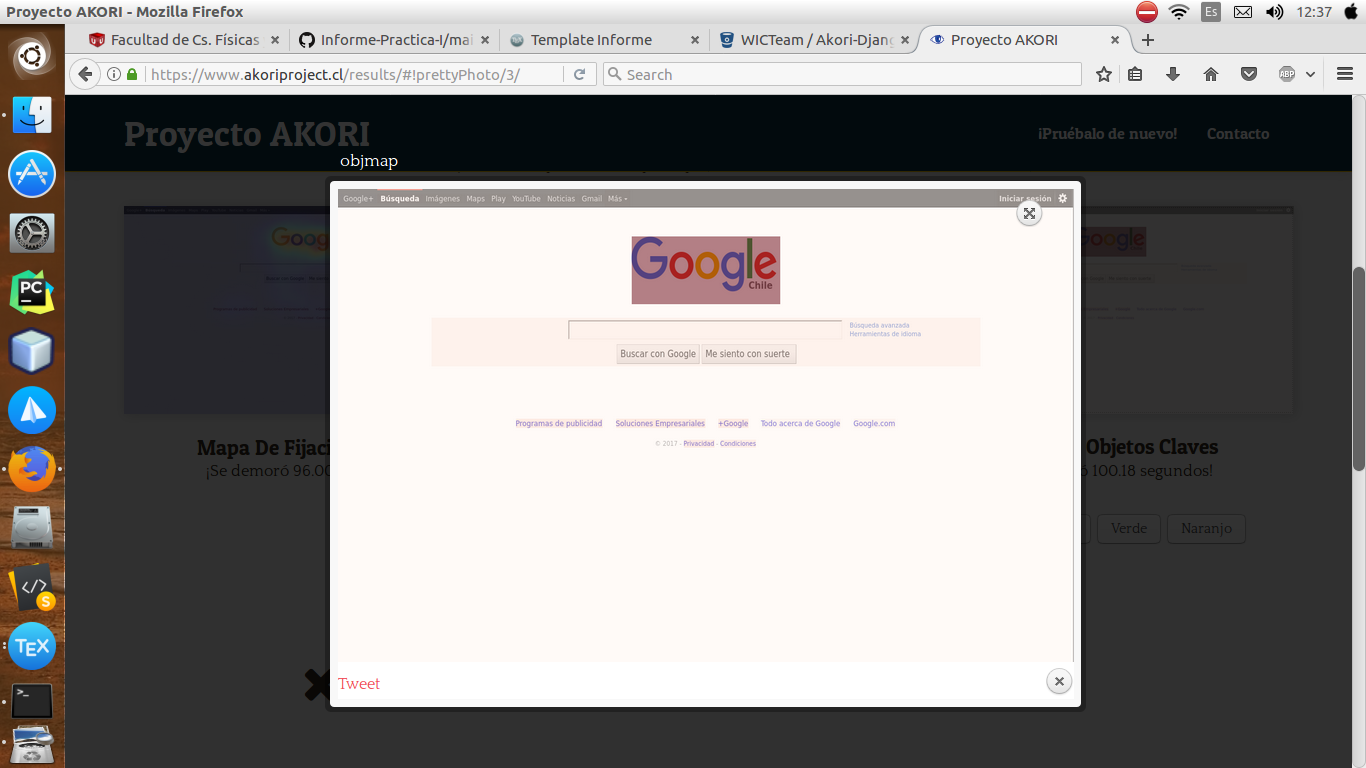 Proyecto AKORI - Mozilla Firefox
Es
12:37
Facultad de Cs. Físicas
Informe-Practica-I/mai
Template Informe
WICTeam / Akori-Djang
Proyecto AKORI
https://www.akoriproject.cl/results/#!prettyPhoto/3/
Search
ABP
Proyecto AKORI
¡Pruébalo de nuevo!
Contacto
objmap
Google+ Búsqueda Imágenes Maps Play YouTube Noticias Gmail Más
Iniciar sesión
Google
Chile
Búsqueda avanzada
Herramientas de idioma
Buscar con Google
Me siento con suerte
Programas de publicidad Soluciones Empresariales +Google Todo acerca de Google Google.com
© 2017 - Privacidad - Condiciones
Mapa De Fijaci
¡Se demoró 96.00
Objetos Claves
ó 100.18 segundos!
Verde
Naranjo
Tweet
PC
</>
S
TEX
>_